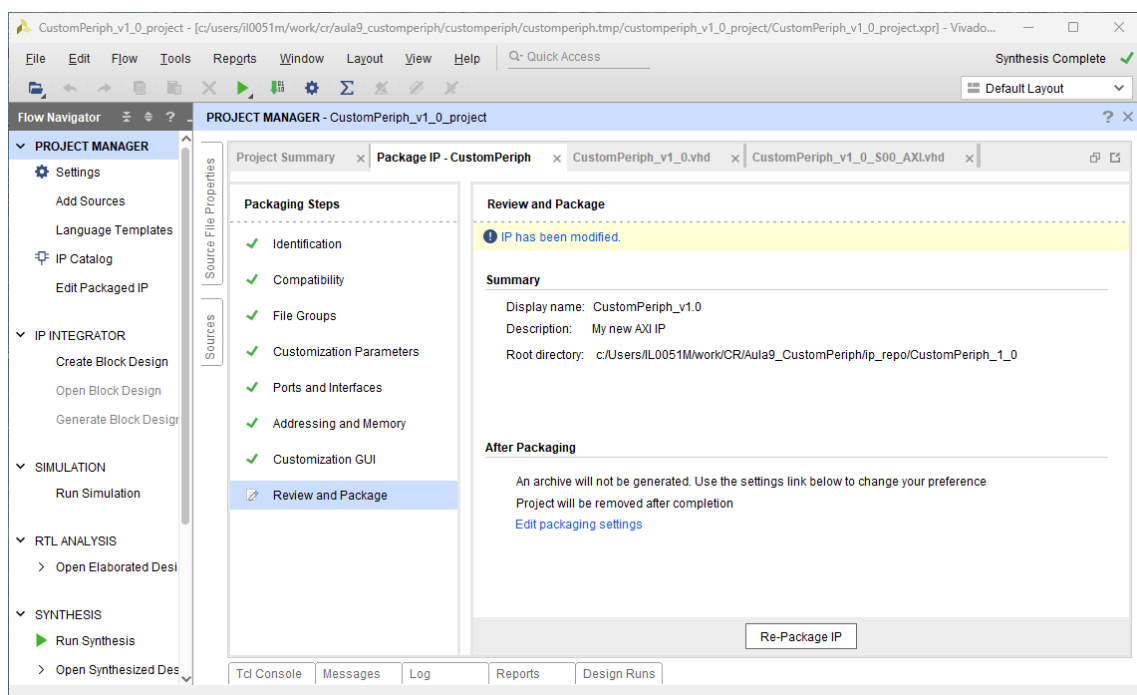 CustomPeriph_v1_0_project - [c:/users/il0051m/work/cr/aula9_customperiph/customperiph/customperiph.tmp/customperiph_v1_0_project/CustomPeriph_v1_0_project.xpr] - Vivado...
File Edit Flow Tools Reports Window Layout View Help Q- Quick Access Synthesis Complete
Default Layout
Flow Navigator
PROJECT MANAGER - CustomPeriph_v1_0_project
PROJECT MANAGER
Settings
Add Sources
Language Templates
IP Catalog
Edit Packaged IP
IP INTEGRATOR
Create Block Design
Open Block Design
Generate Block Design
SIMULATION
Run Simulation
RTL ANALYSIS
Open Elaborated Desi
SYNTHESIS
Run Synthesis
Open Synthesized Des
Source File Properties
Sources
Project Summary Package IP - CustomPeriph CustomPeriph_v1_0.vhd CustomPeriph_v1_0_S00_AXI.vhd
Packaging Steps
Identification
Compatibility
File Groups
Customization Parameters
Ports and Interfaces
Addressing and Memory
Customization GUI
Review and Package
Review and Package
IP has been modified.
Summary
Display name: CustomPeriph_v1.0
Description: My new AXI IP
Root directory: c:/Users/IL0051M/work/CR/Aula9_CustomPeriph/ip_repo/CustomPeriph_1_0
After Packaging
An archive will not be generated. Use the settings link below to change your preference
Project will be removed after completion
Edit packaging settings
Re-Package IP
Tcl Console Messages Log Reports Design Runs